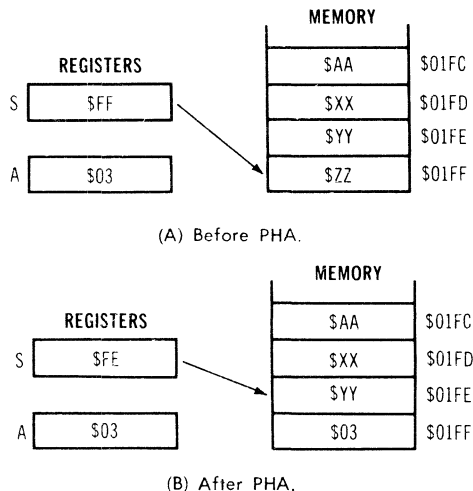 MEMORY
REGISTERS
$AA $01FC
S $FF $XX $01FD
$YY $01FE
A $03 $ZZ $01FF
(A) Before PHA.
MEMORY
REGISTERS
$AA $01FC
S $FE $XX $01FD
$YY $01FE
A $03 $03 $01FF
(B) After PHA.